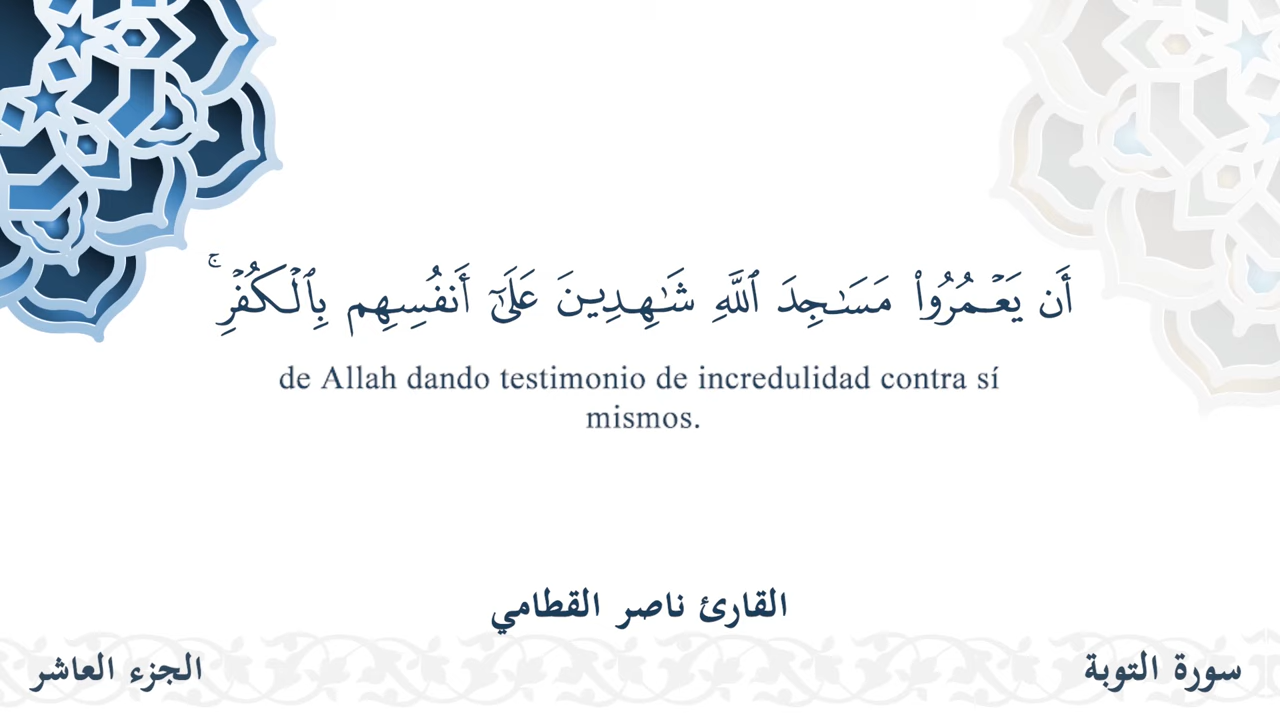 أَن يَعۡمُرُواْ مَسَٰجِدَ ٱللَّهِ شَٰهِدِينَ عَلَىٰٓ أَنفُسِهِم بِٱلۡكُفۡرِۚ
de Allah dando testimonio de incredulidad contra sí
mismos.
القارئ ناصر القطامي
سورة التوبة
الجزء العاشر